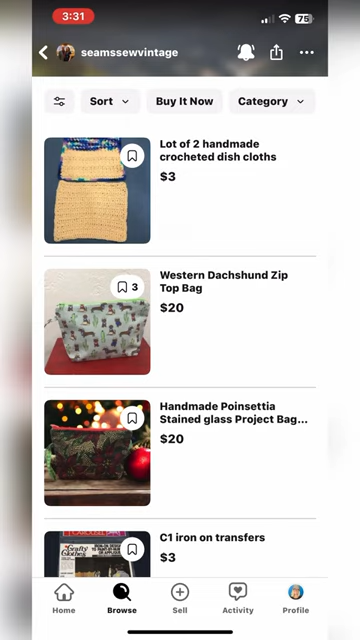 3:31
75
seamssewvintage
Sort
Buy It Now
Category
Lot of 2 handmade
crocheted dish cloths
$3
3
Western Dachshund Zip
Top Bag
$20
Handmade Poinsettia
Stained glass Project Bag...
$20
C1 iron on transfers
$3
Crafty
Clothes
Home
Browse
Sell
Activity
Profile